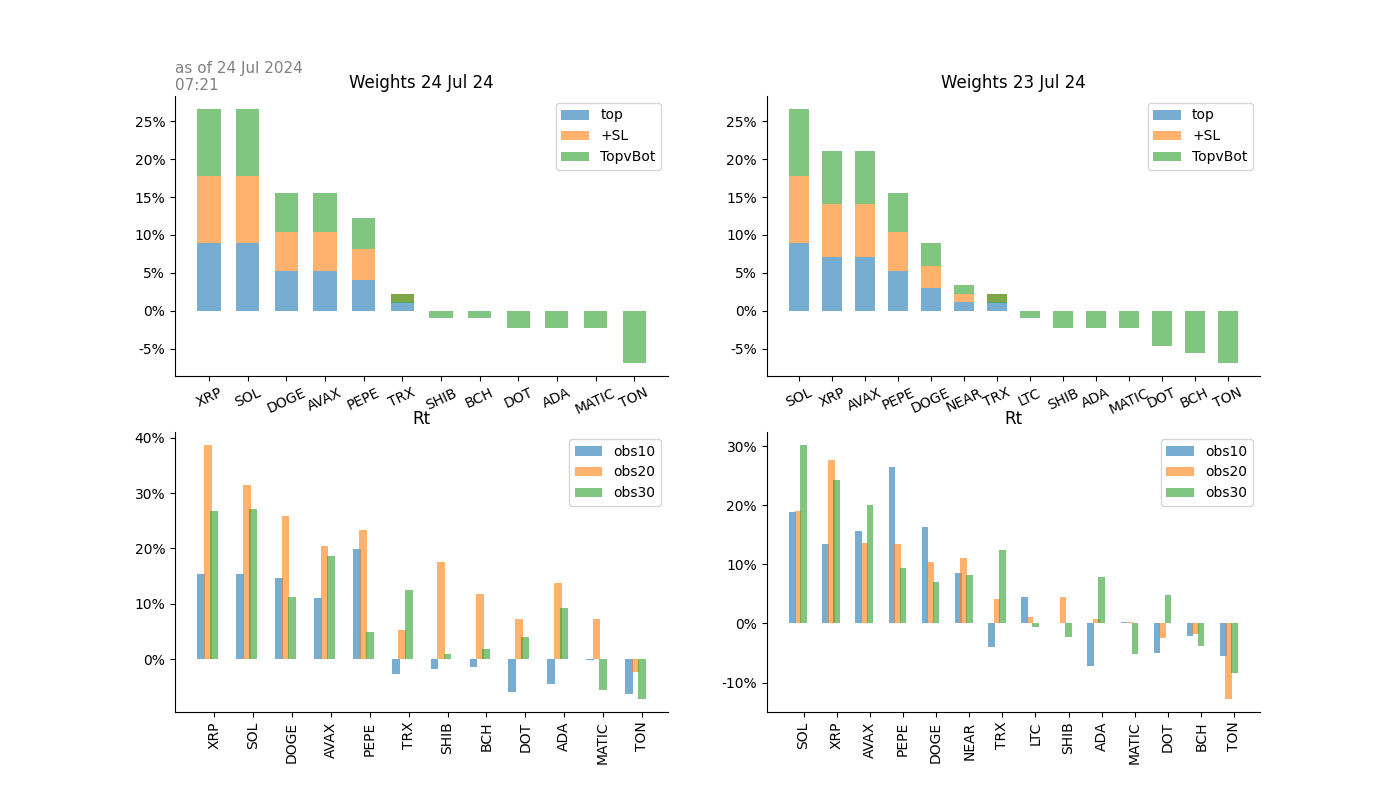 as of 24 Jul 2024
07:21
Weights 24 Jul 24
25%
20%
15%
10%
5%
0%
-5%
top
+SL
TopvBot
XRP SOL DOGE AVAX PEPE TRX SHIB BCH DOT ADA MATIC TON
Weights 23 Jul 24
25%
20%
15%
10%
5%
0%
-5%
top
+SL
TopvBot
SOL XRP AVAX PEPE DOGE NEAR TRX LTC SHIB ADA MATIC DOT BCH TON
Rt
40%
30%
20%
10%
0%
obs10
obs20
obs30
XRP SOL DOGE AVAX PEPE TRX SHIB BCH DOT ADA MATIC TON
Rt
30%
20%
10%
0%
-10%
obs10
obs20
obs30
SOL XRP AVAX PEPE DOGE NEAR TRX LTC SHIB ADA MATIC DOT BCH TON